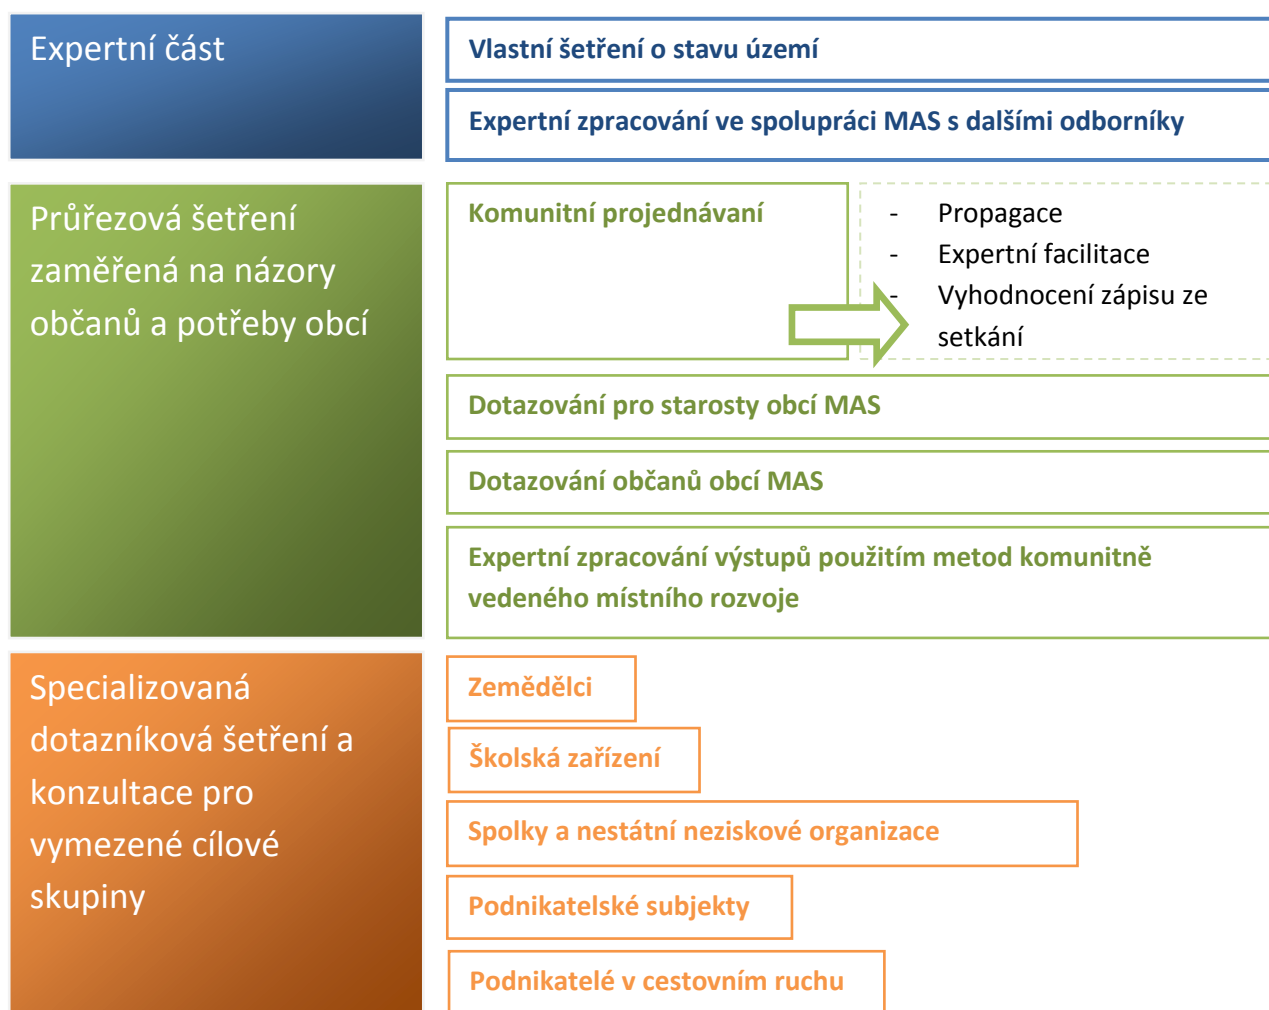 Expertní část
Vlastní šetření o stavu území
Expertní zpracování ve spolupráci MAS s dalšími odborníky
Průřezová šetření
zaměřená na názory
občanů a potřeby obcí
Komunitní projednávaní
- Propagace
- Expertní facilitace
- Vyhodnocení zápisu ze
setkání
Dotazování pro starosty obcí MAS
Dotazování občanů obcí MAS
Expertní zpracování výstupů použitím metod komunitně
vedeného místního rozvoje
Specializovaná
dotazníková šetření a
konzultace pro
vymezené cílové
skupiny
Zemědělci
Školská zařízení
Spolky a nestátní neziskové organizace
Podnikatelské subjekty
Podnikatelé v cestovním ruchu